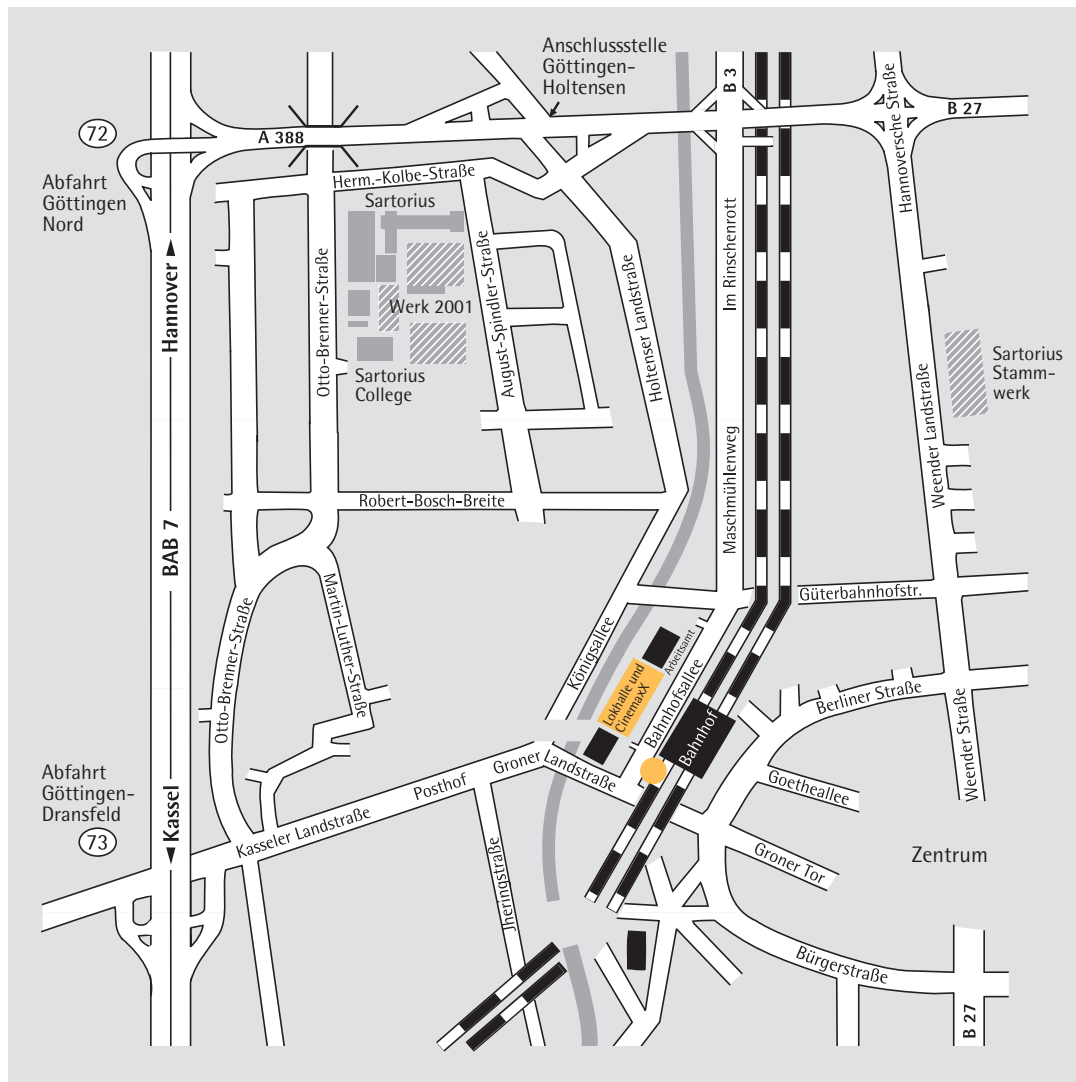 Anschlussstelle
Göttingen-
Holtensen
B 3
Hannoversche Straße
B 27
72
A 388
Abfahrt
Göttingen
Nord
Herm.-Kolbe-Straße
Sartorius
Hannover
Otto-Brenner-Straße
Werk 2001
August-Spindler-Straße
Holtenser Landstraße
Im Rinschenrott
Sartorius
College
Sartorius
Stamm-
werk
Weender Landstraße
Maschmühlenweg
Robert-Bosch-Breite
BAB 7
Martin-Luther-Straße
Güterbahnhofstr.
Otto-Brenner-Straße
Königsallee
Arbeitsamt
Lokhalle und
CinemaxX
Bahnhofsallee
Bahnhof
Berliner Straße
Weender Straße
Abfahrt
Göttingen-
Dransfeld
73
Kassel
Kasseler Landstraße
Posthof
Groner Landstraße
Goetheallee
Groner Tor
Zentrum
Jheringstraße
Bürgerstraße
B 27